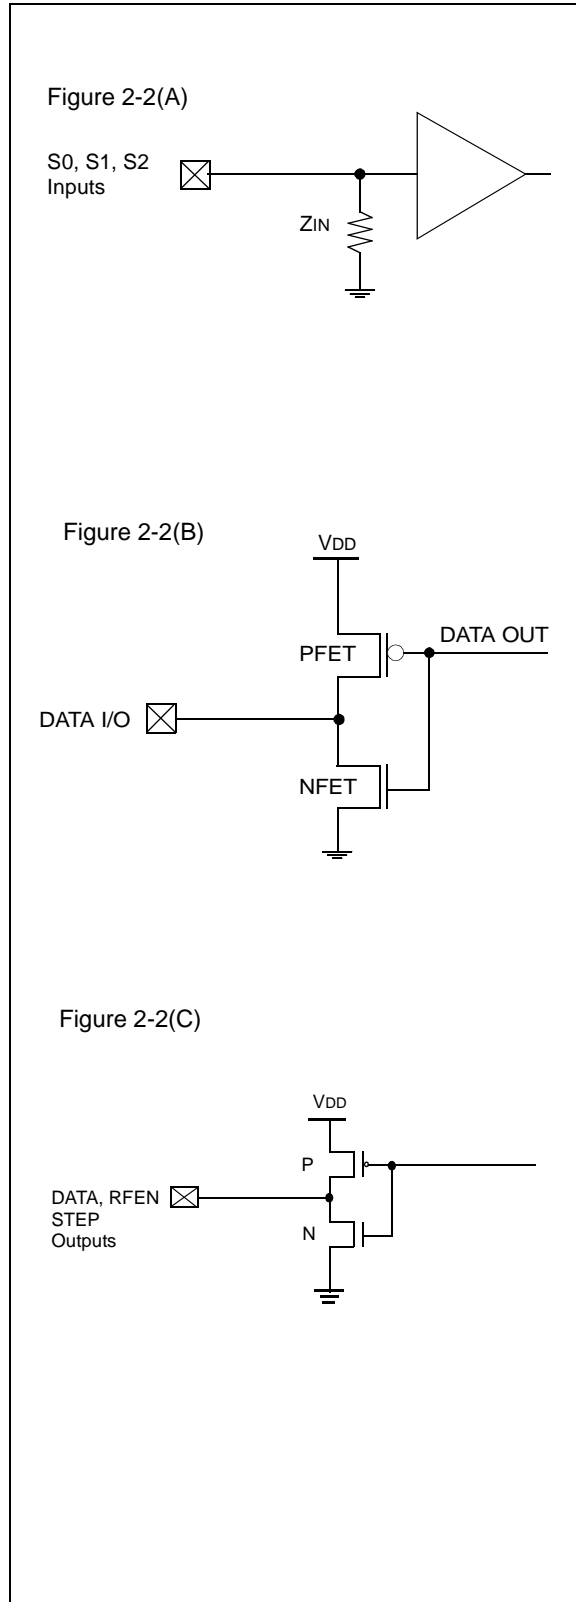 Figure 2-2(A)
S0, S1, S2
Inputs
ZIN
Figure 2-2(B)
VDD
DATA OUT
PFET
DATA I/O
NFET
Figure 2-2(C)
VDD
P
DATA, RFEN
STEP
Outputs
N